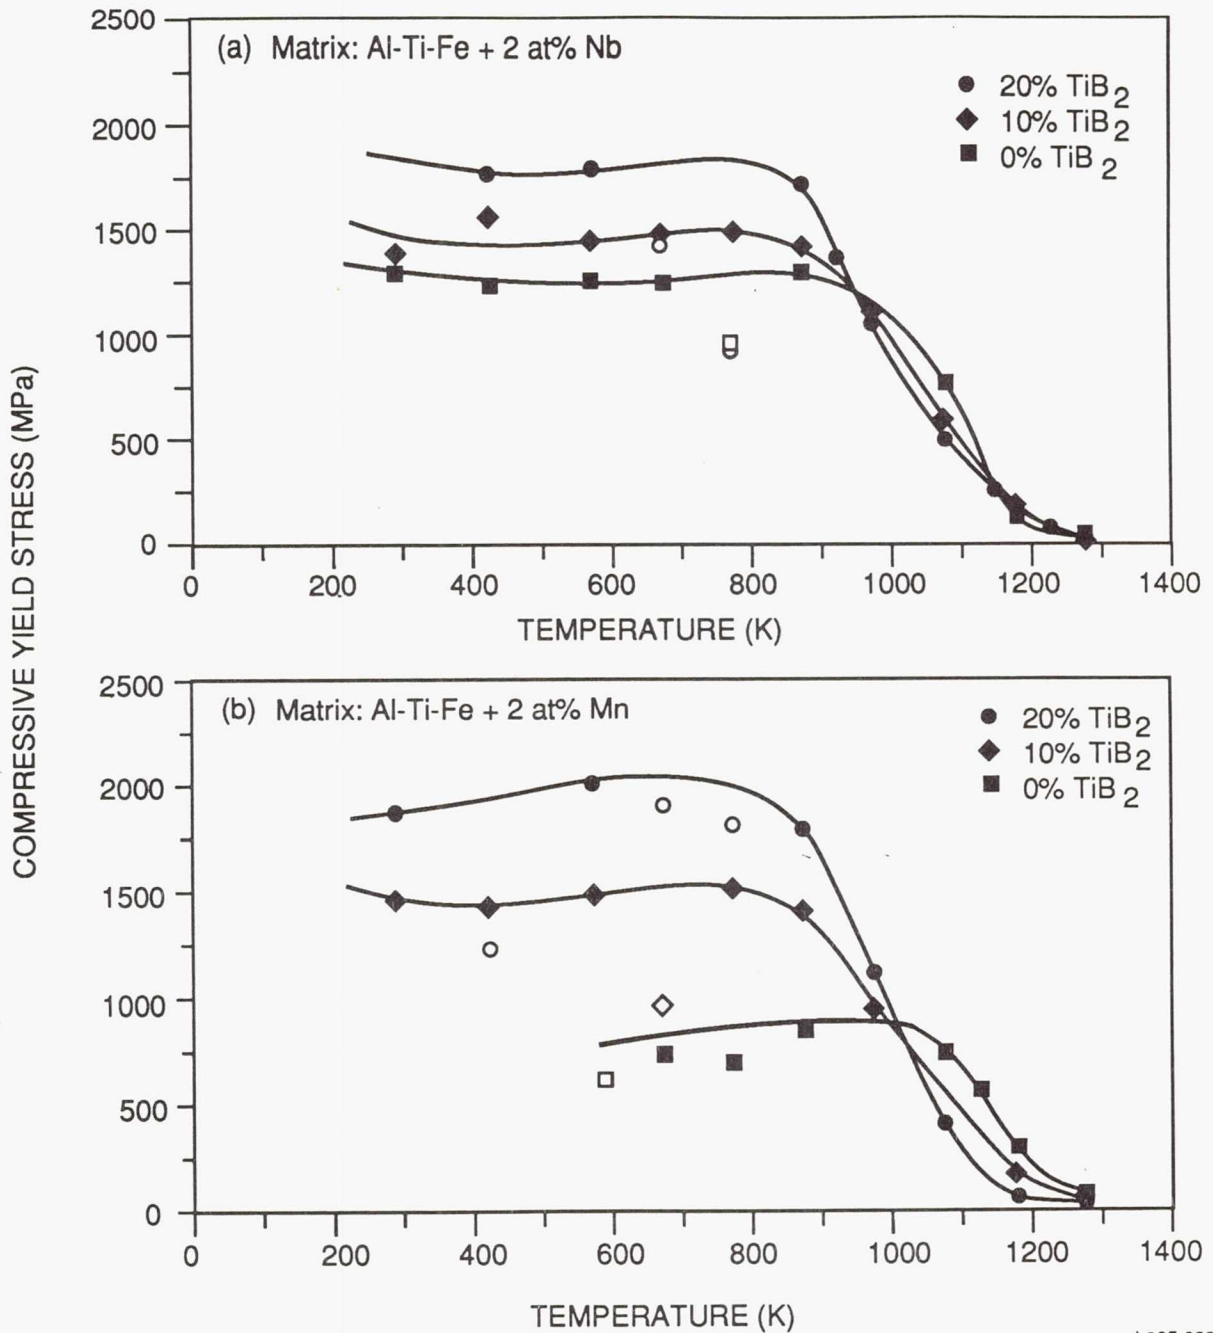 COMPRESSIVE YIELD STRESS (MPa)
2500
(a) Matrix: Al-Ti-Fe + 2 at% Nb
20% TiB2
2000
10% TiB2
0% TiB2
1500
1000
500
0
0 200 400 600 800 1000 1200 1400
TEMPERATURE (K)
2500
(b) Matrix: Al-Ti-Fe + 2 at% Mn
20% TiB2
10% TiB2
2000
0% TiB2
1500
1000
500
0
0 200 400 600 800 1000 1200 1400
TEMPERATURE (K)